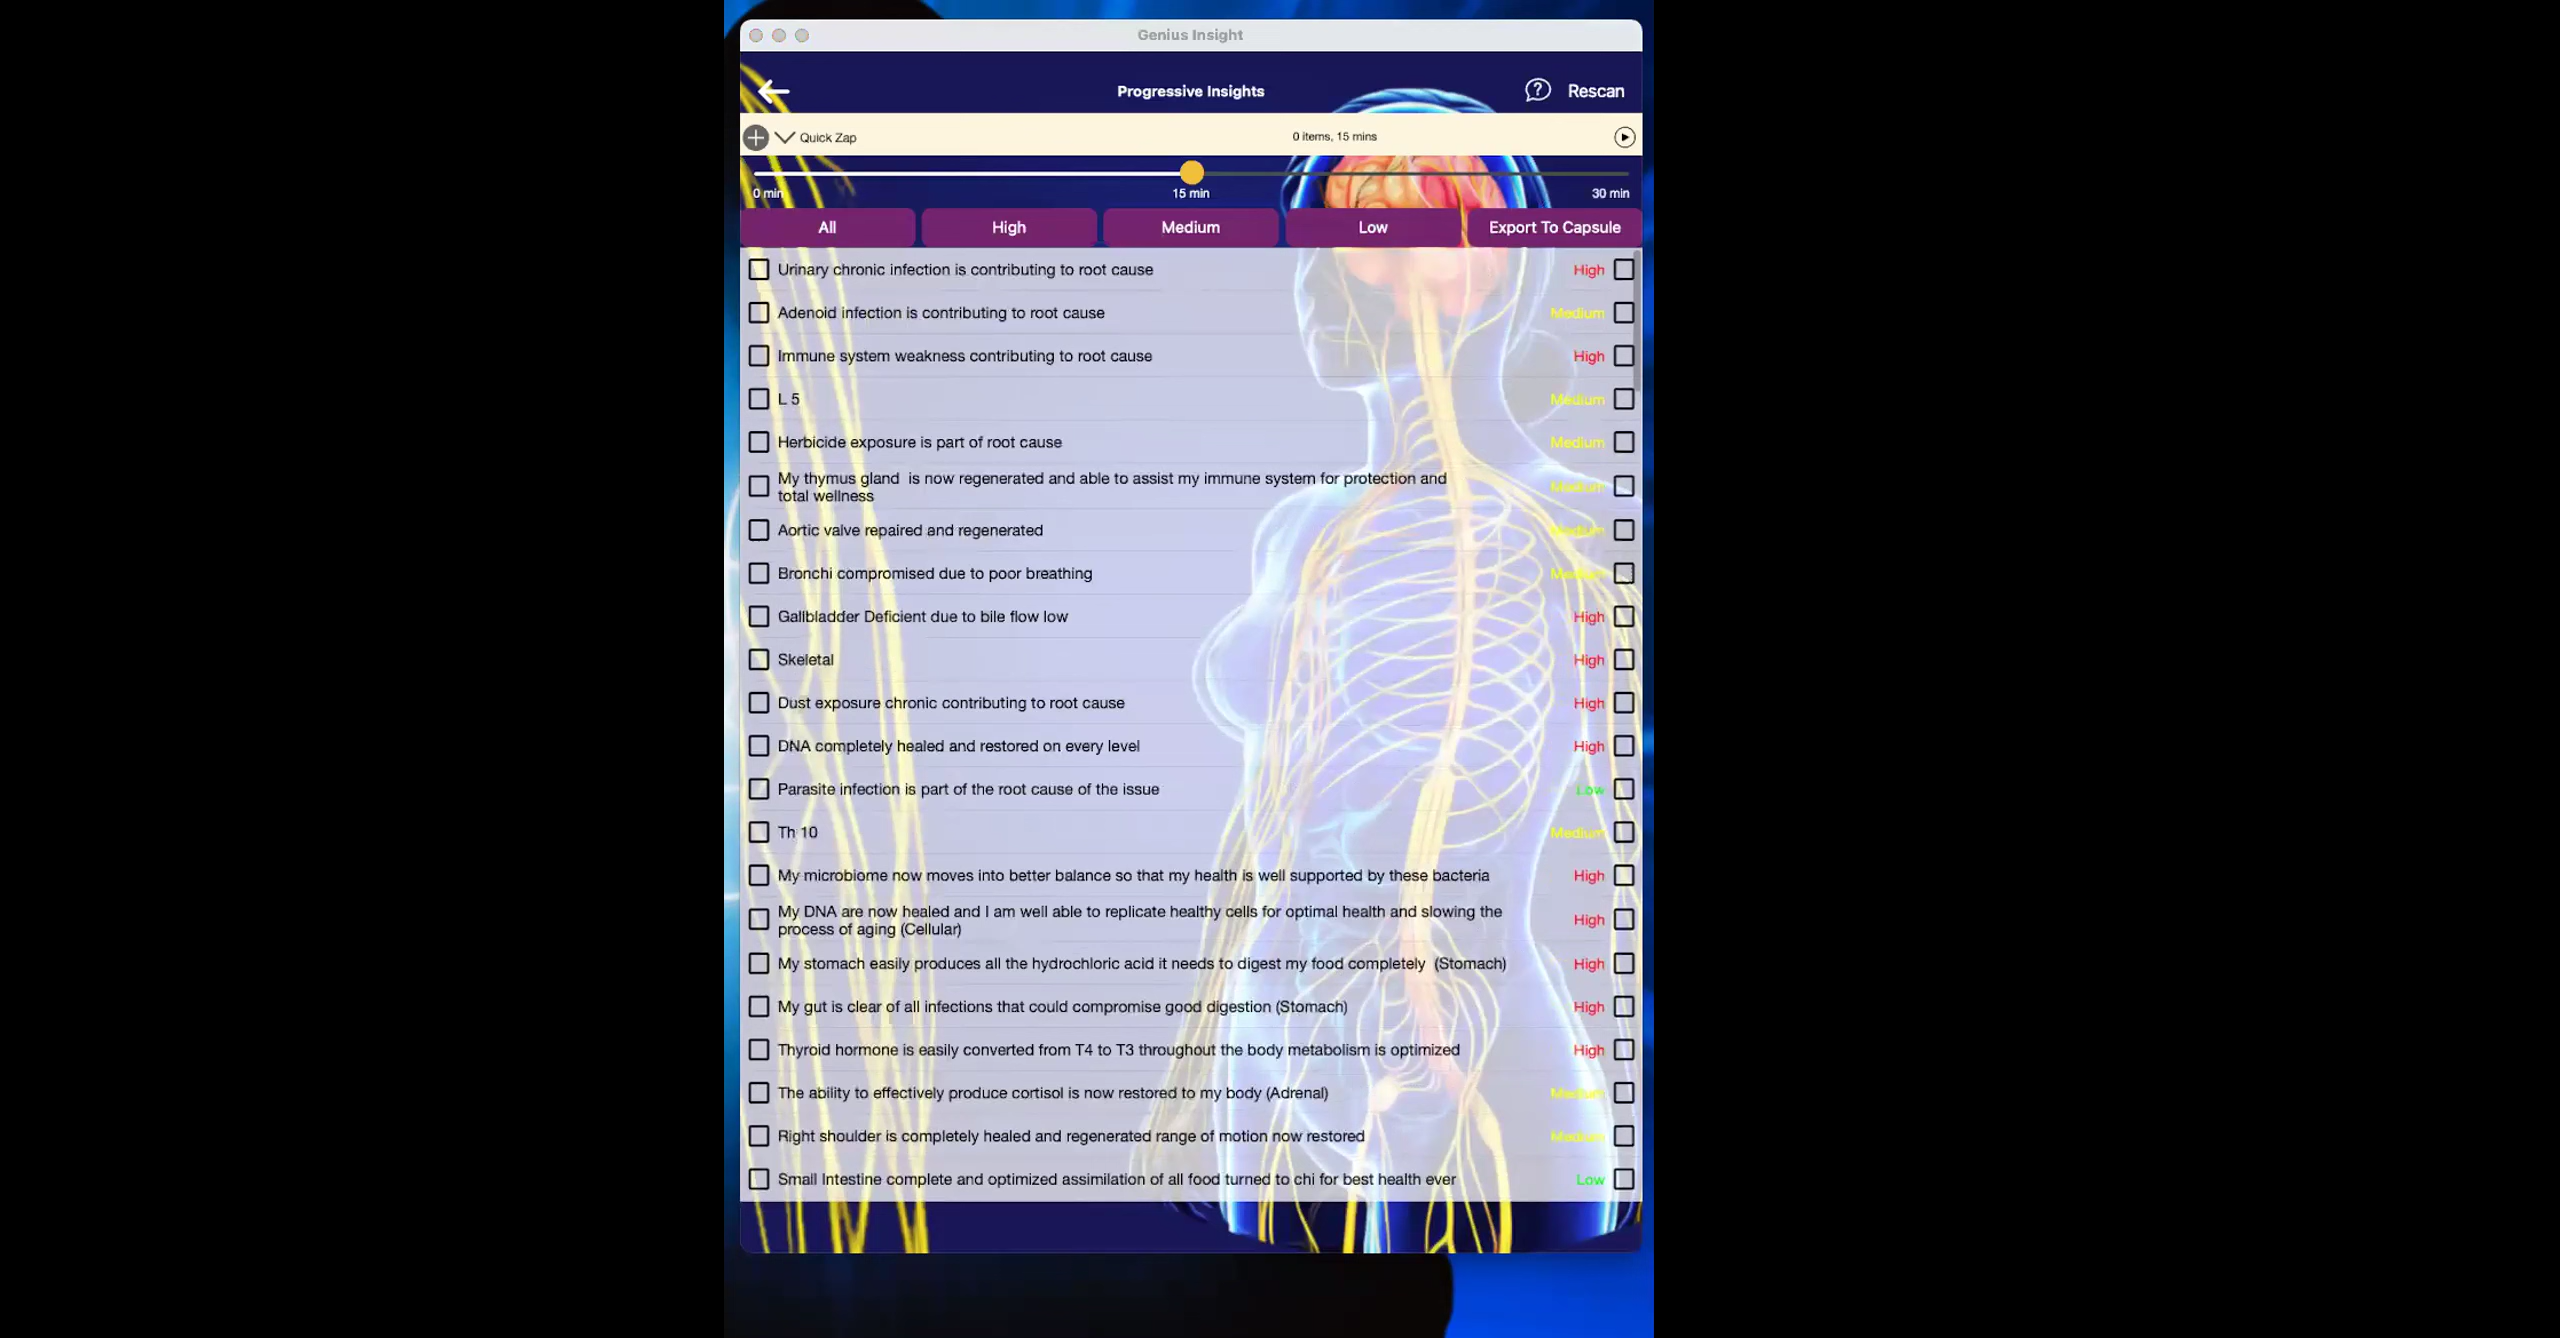 Genius Insight
Progressive Insights
Rescan
Quick Zap
0 items, 15 mins
0 min
15 min
30 min
All
High
Medium
Low
Export To Capsule
Urinary chronic infection is contributing to root cause
High
Adenoid infection is contributing to root cause
Medium
Immune system weakness contributing to root cause
High
L 5
Medium
Herbicide exposure is part of root cause
Medium
My thymus gland is now regenerated and able to assist my immune system for protection and
total wellness
Medium
Aortic valve repaired and regenerated
Medium
Bronchi compromised due to poor breathing
Medium
Gallbladder Deficient due to bile flow low
High
Skeletal
High
Dust exposure chronic contributing to root cause
High
DNA completely healed and restored on every level
High
Parasite infection is part of the root cause of the issue
Low
Th 10
Medium
My microbiome now moves into better balance so that my health is well supported by these bacteria
High
My DNA are now healed and I am well able to replicate healthy cells for optimal health and slowing the
process of aging (Cellular)
High
My stomach easily produces all the hydrochloric acid it needs to digest my food completely (Stomach)
High
My gut is clear of all infections that could compromise good digestion (Stomach)
High
Thyroid hormone is easily converted from T4 to T3 throughout the body metabolism is optimized
High
The ability to effectively produce cortisol is now restored to my body (Adrenal)
Medium
Right shoulder is completely healed and regenerated range of motion now restored
Medium
Small Intestine complete and optimized assimilation of all food turned to chi for best health ever
Low